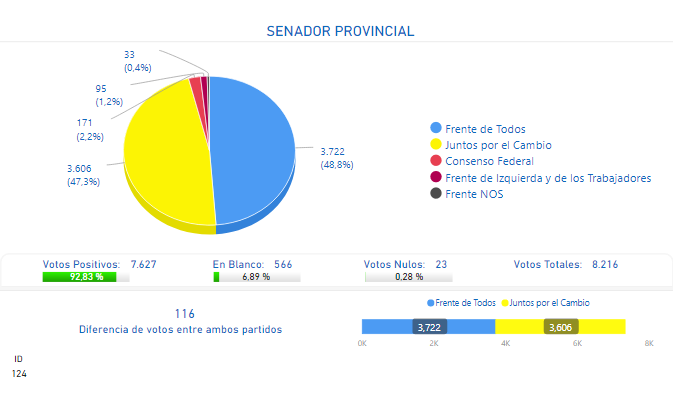 SENADOR PROVINCIAL
33
(0,4%)
95
(1,2%)
171
(2,2%)
3.606
(47,3%)
3.722
(48,8%)
Frente de Todos
Juntos por el Cambio
Consenso Federal
Frente de Izquierda y de los Trabajadores
Frente NOS
Votos Positivos: 7.627
92,83 %
En Blanco: 566
6,89 %
Votos Nulos: 23
0,28 %
Votos Totales: 8.216
116
Diferencia de votos entre ambos partidos
Frente de Todos Juntos por el Cambio
3,722 3,606
0K 2K 4K 6K 8K
ID
124